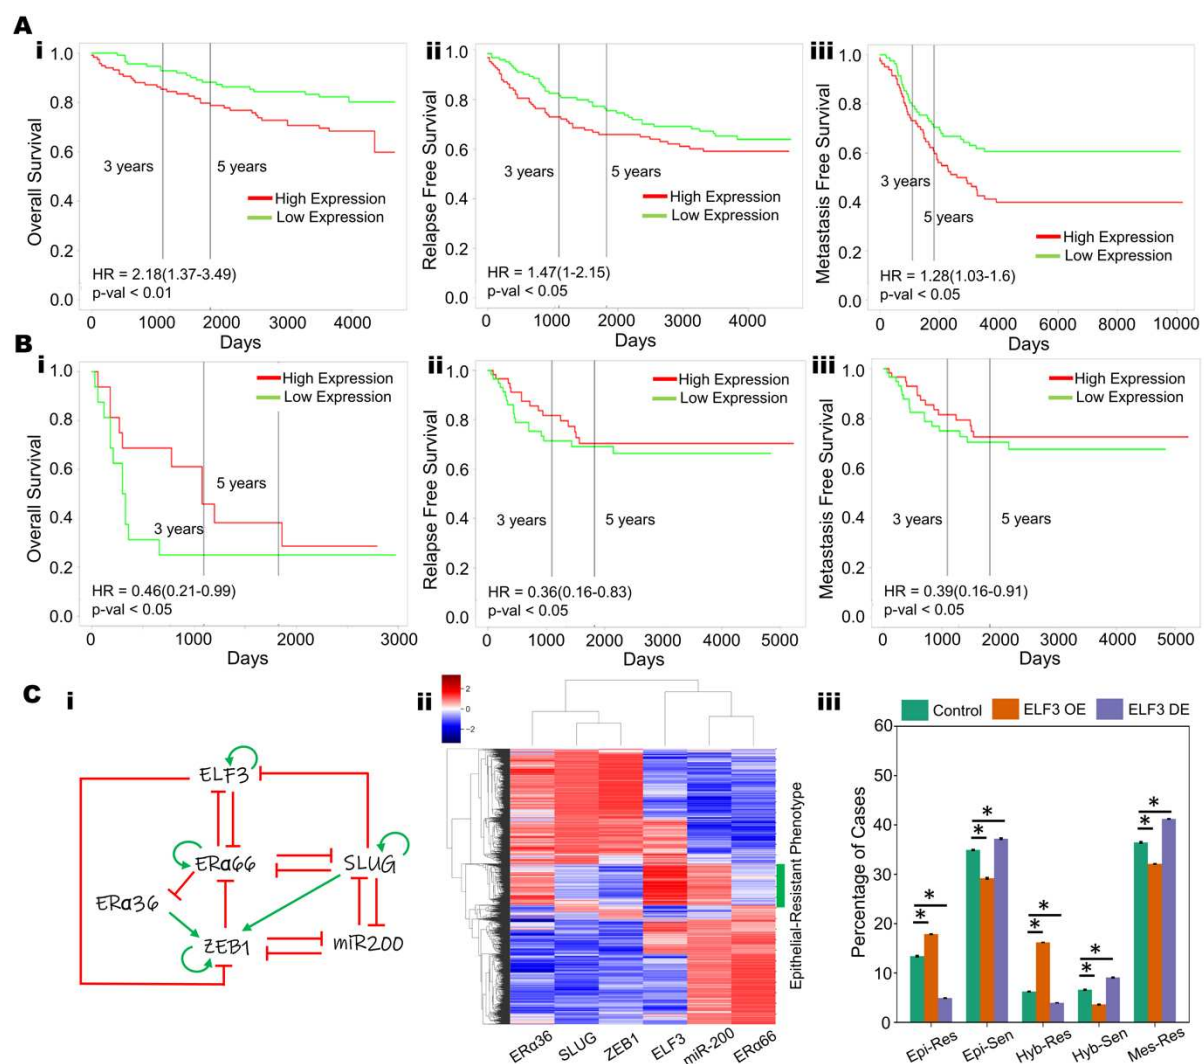 A
i
1.0
0.8
0.6
0.4
0.2
0.0
Overall Survival
3 years
5 years
High Expression
Low Expression
HR = 2.18(1.37-3.49)
p-val < 0.01
0 1000 2000 3000 4000
Days
ii
1.0
0.8
0.6
0.4
0.2
0.0
Relapse Free Survival
3 years
5 years
High Expression
Low Expression
HR = 1.47(1-2.15)
p-val < 0.05
0 1000 2000 3000 4000
Days
iii
1.0
0.8
0.6
0.4
0.2
0.0
Metastasis Free Survival
3 years
5 years
High Expression
Low Expression
HR = 1.28(1.03-1.6)
p-val < 0.05
0 2000 4000 6000 8000 10000
Days
B
i
1.0
0.8
0.6
0.4
0.2
0.0
Overall Survival
High Expression
Low Expression
5 years
3 years
HR = 0.46(0.21-0.99)
p-val < 0.05
0 1000 2000 3000
Days
ii
1.0
0.8
0.6
0.4
0.2
0.0
Relapse Free Survival
High Expression
Low Expression
3 years
5 years
HR = 0.36(0.16-0.83)
p-val < 0.05
0 1000 2000 3000 4000 5000
Days
iii
1.0
0.8
0.6
0.4
0.2
0.0
Metastasis Free Survival
High Expression
Low Expression
3 years
5 years
HR = 0.39(0.16-0.91)
p-val < 0.05
0 1000 2000 3000 4000 5200
Days
C
i
ELF3
ERα66
SLUG
ERα36
ZEB1
miR200
ii
2
0
−2
Epithelial-Resistant Phenotype
ERα36 SLUG ZEB1 ELF3 miR-200 ERα66
iii
Control ELF3 OE ELF3 DE
60
50
40
30
20
10
0
Percentage of Cases
* *
* *
* *
* *
* *
Epi-Res Epi-Sen Hyb-Res Hyb-Sen Mes-Res